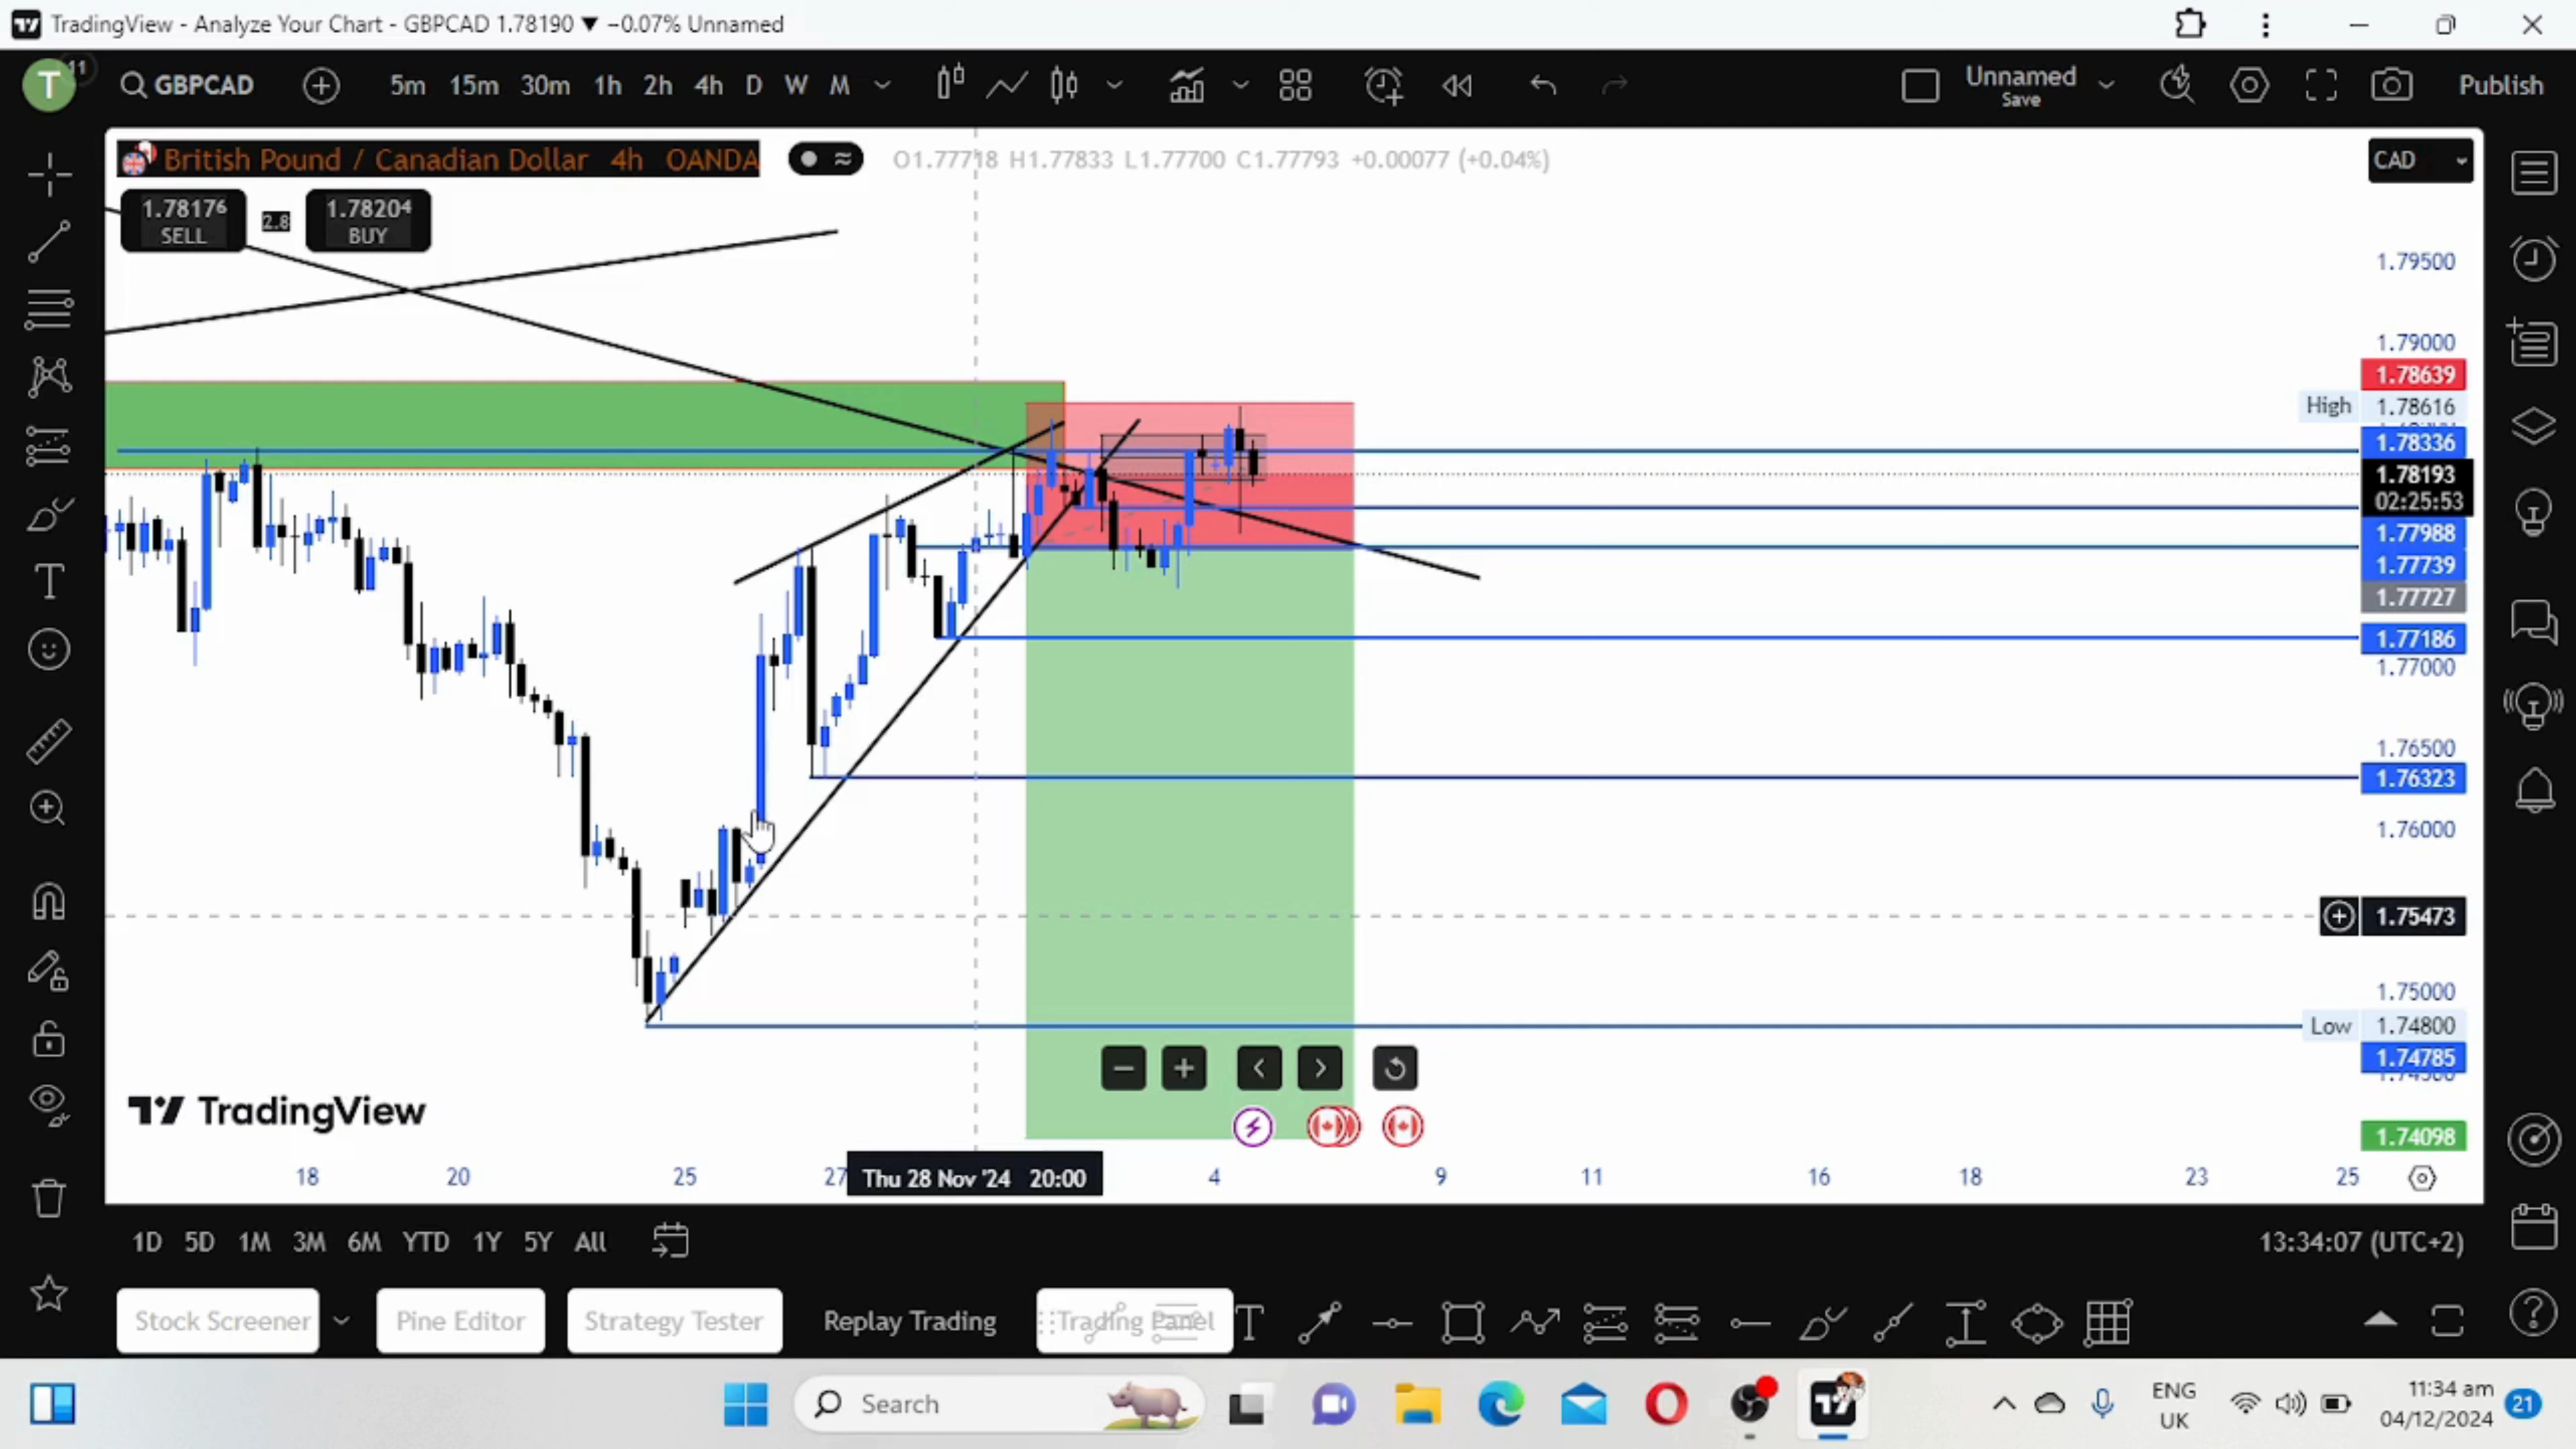 TradingView - Analyze Your Chart - GBPCAD 1.78190 ▼ −0.07% Unnamed
T 11 GBPCAD 5m 15m 30m 1h 2h 4h D W M Unnamed Save Publish
British Pound / Canadian Dollar 4h OANDA O1.77718 H1.77833 L1.77700 C1.77793 +0.00077 (+0.04%) CAD
1.78176 SELL 2.8 1.78204 BUY
1.79500
1.79000
1.78639
High 1.78616
1.78336
1.78193
02:25:53
1.77988
1.77739
1.77727
1.77186
1.77000
1.76500
1.76323
1.76000
1.75473
1.75000
Low 1.74800
1.74785
TradingView
1.74098
18 20 25 27 Thu 28 Nov '24 20:00 4 9 11 16 18 23 25
1D 5D 1M 3M 6M YTD 1Y 5Y All 13:34:07 (UTC+2)
Stock Screener Pine Editor Strategy Tester Replay Trading Trading Panel
Search ENG UK 11:34 am 04/12/2024 21